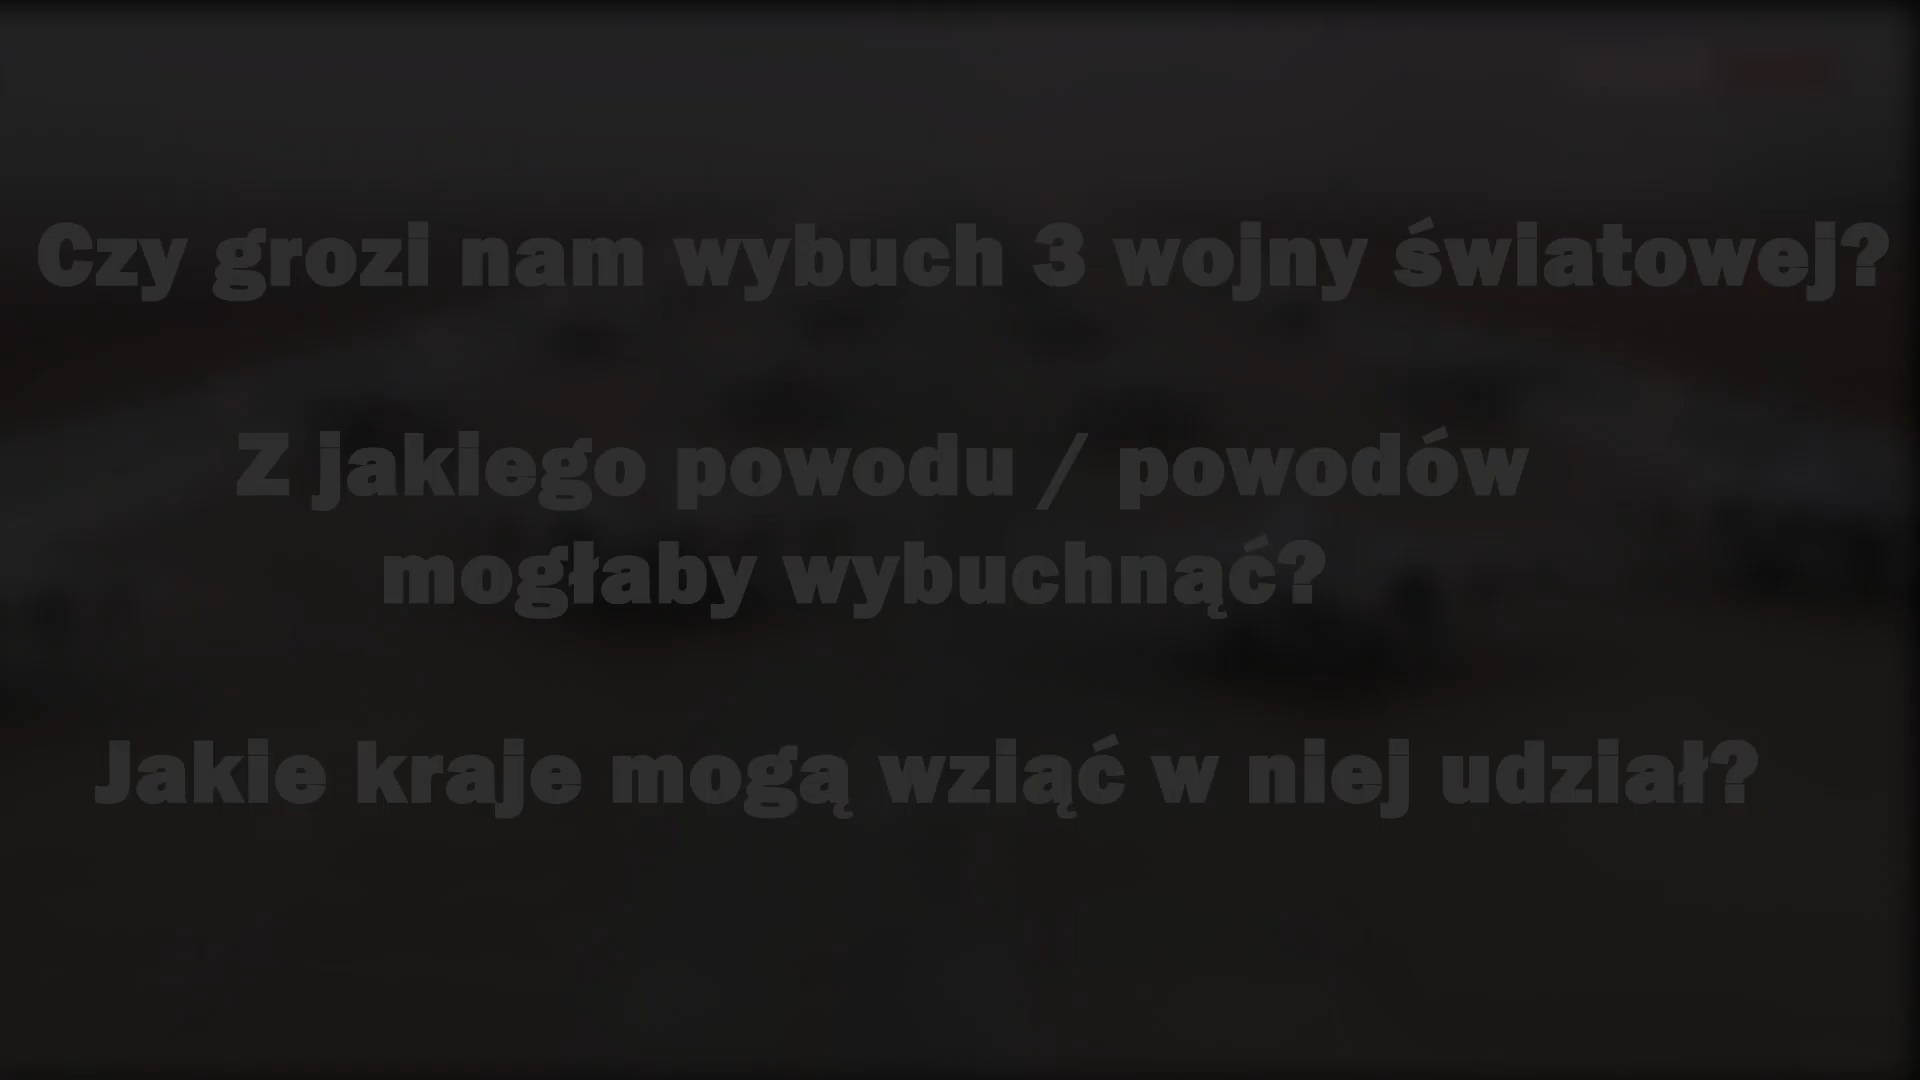 Czy grozi nam wybuch 3 wojny światowej?
Z jakiego powodu / powodów
mogłaby wybuchnąć?
Jakie kraje mogą wziąć w niej udział?